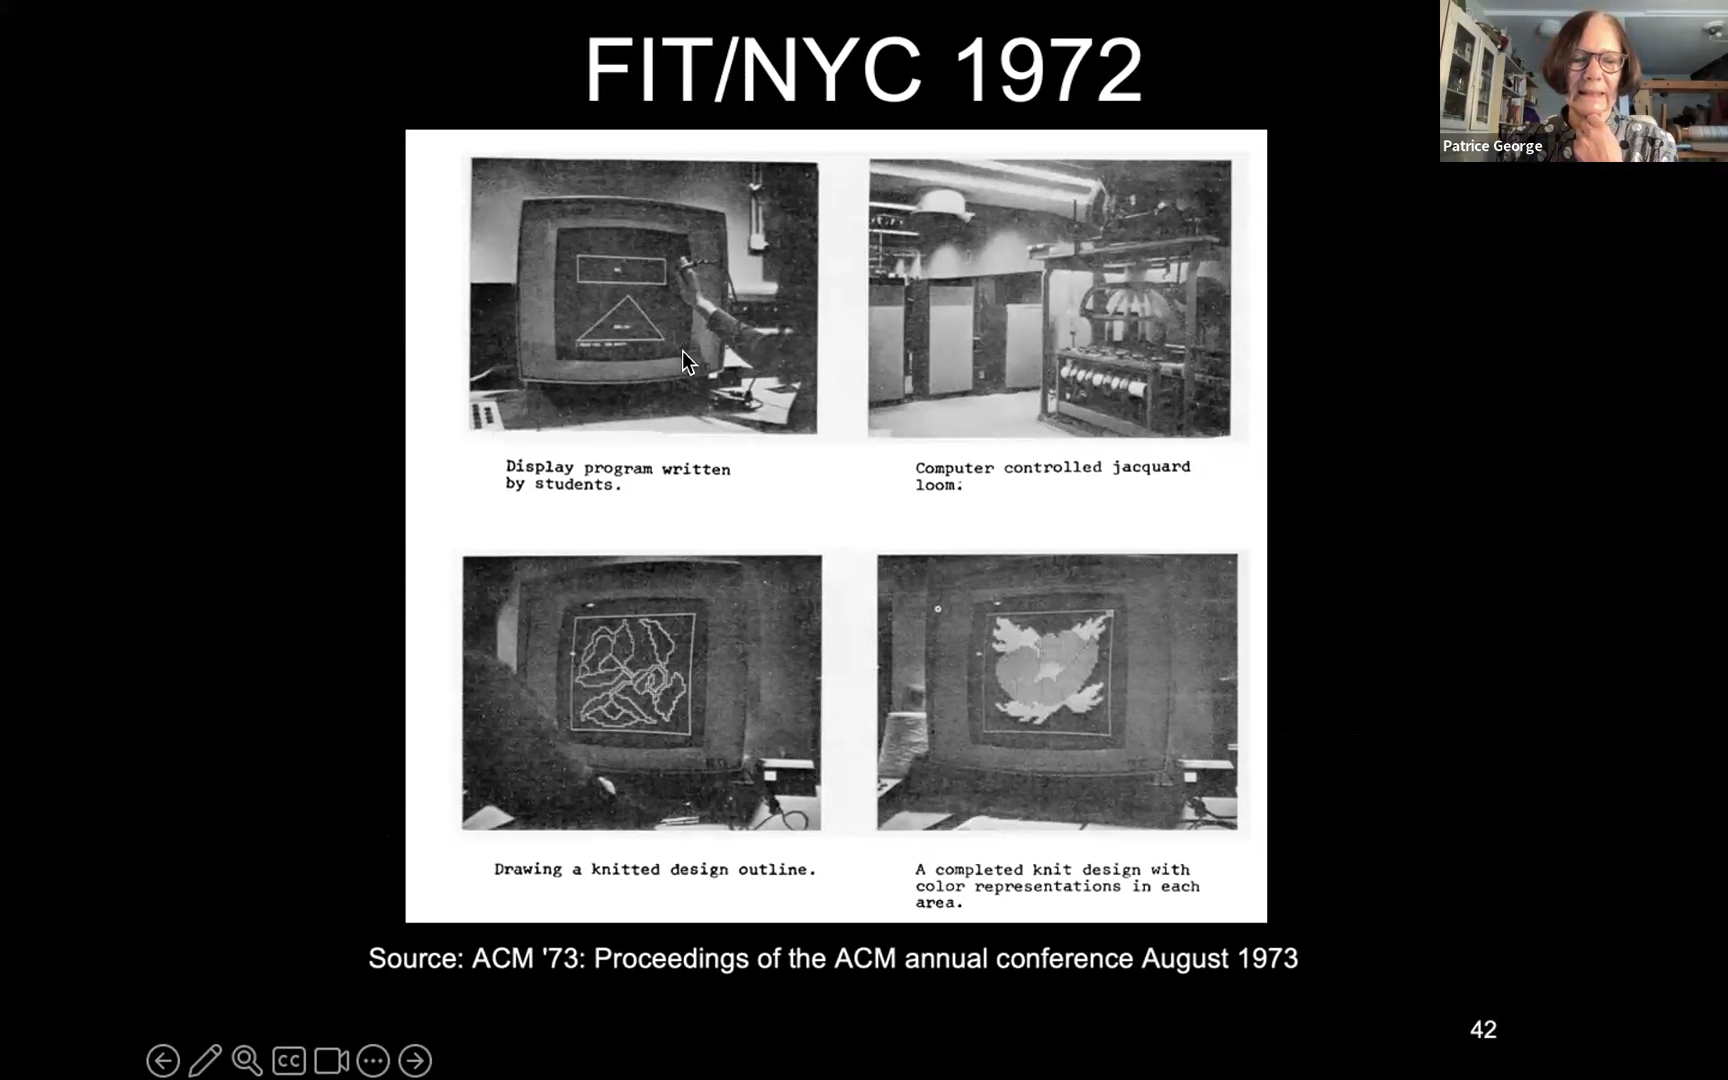 FIT/NYC 1972
Patrice George
Display program written
by students.
Computer controlled jacquard
loom.
Drawing a knitted design outline.
A completed knit design with
color representations in each
area.
Source: ACM '73: Proceedings of the ACM annual conference August 1973
42
CC